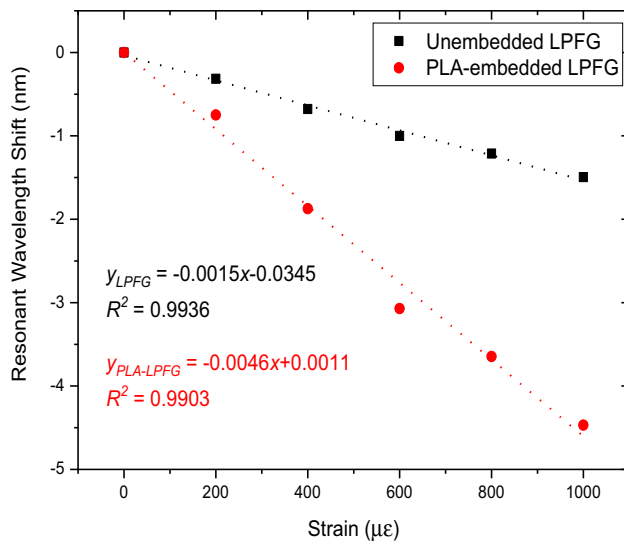 Unembedded LPFG
PLA-embedded LPFG
0
-1
-2
-3
-4
-5
Resonant Wavelength Shift (nm)
y_LPFG = -0.0015x-0.0345
R² = 0.9936
y_PLA-LPFG = -0.0046x+0.0011
R² = 0.9903
0 200 400 600 800 1000
Strain (με)